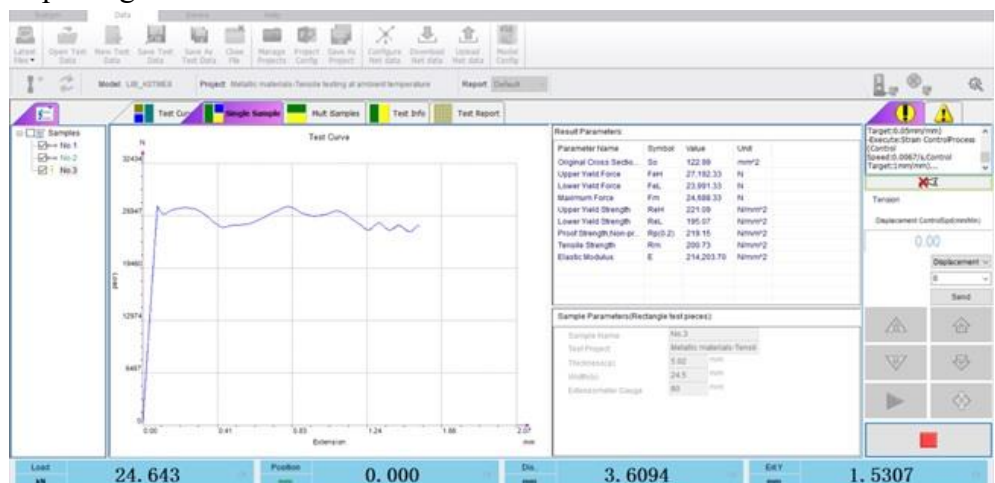 Data
Latest Files
Open Test Data
New Test Data
Save Test Data
Save As Test Data
Close File
Manage Projects
Project Config
Save As Project
Configure Net data
Download Net data
Upload Net data
Model Config
Project: Metallic materials-Tensile testing at ambient temperature
Report Default
Test Cur
Single Sample
Mult Samples
Test Info
Test Report
Samples
No.1
No.2
No.3
Test Curve
N
32434
19460
12974
6487
0
0.00 0.41 0.83 1.24 2.07
Extension mm
Result Parameters
Parameter Name Symbol Value Unit
Original Cross Sectio... So 122.99 mm^2
Upper Yield Force FeH 27,192.33 N
Lower Yield Force FeL 23,991.33 N
Maximum Force Fm 24,688.33 N
Upper Yield Strength ReH 221.09 N/mm^2
Lower Yield Strength ReL 195.07 N/mm^2
Proof Strength,Non-pr... Rp(0.2) 219.15 N/mm^2
Tensile Strength Rm 200.73 N/mm^2
Elastic Modulus E 214,203.70 N/mm^2
Sample Parameters(Rectangle test pieces)
Sample Name No.3
Test Project Metallic materials-Tensil
Thickness(a) 5.02 mm
Width(b) 24.5 mm
Extensometer Gauge 80 mm
Target:0.05mm/mm)
-Execute:Strain ControlProcess
(Control
Speed:0.0067/s,Control
Target:1mm/mm)...
Tension
Displacement ControlSpd(mm/Min)
0.00
Displacement
Send
Load kN 24.643
Position mm 0.000
Dis. mm 3.6094
Ext.Y mm 1.5307